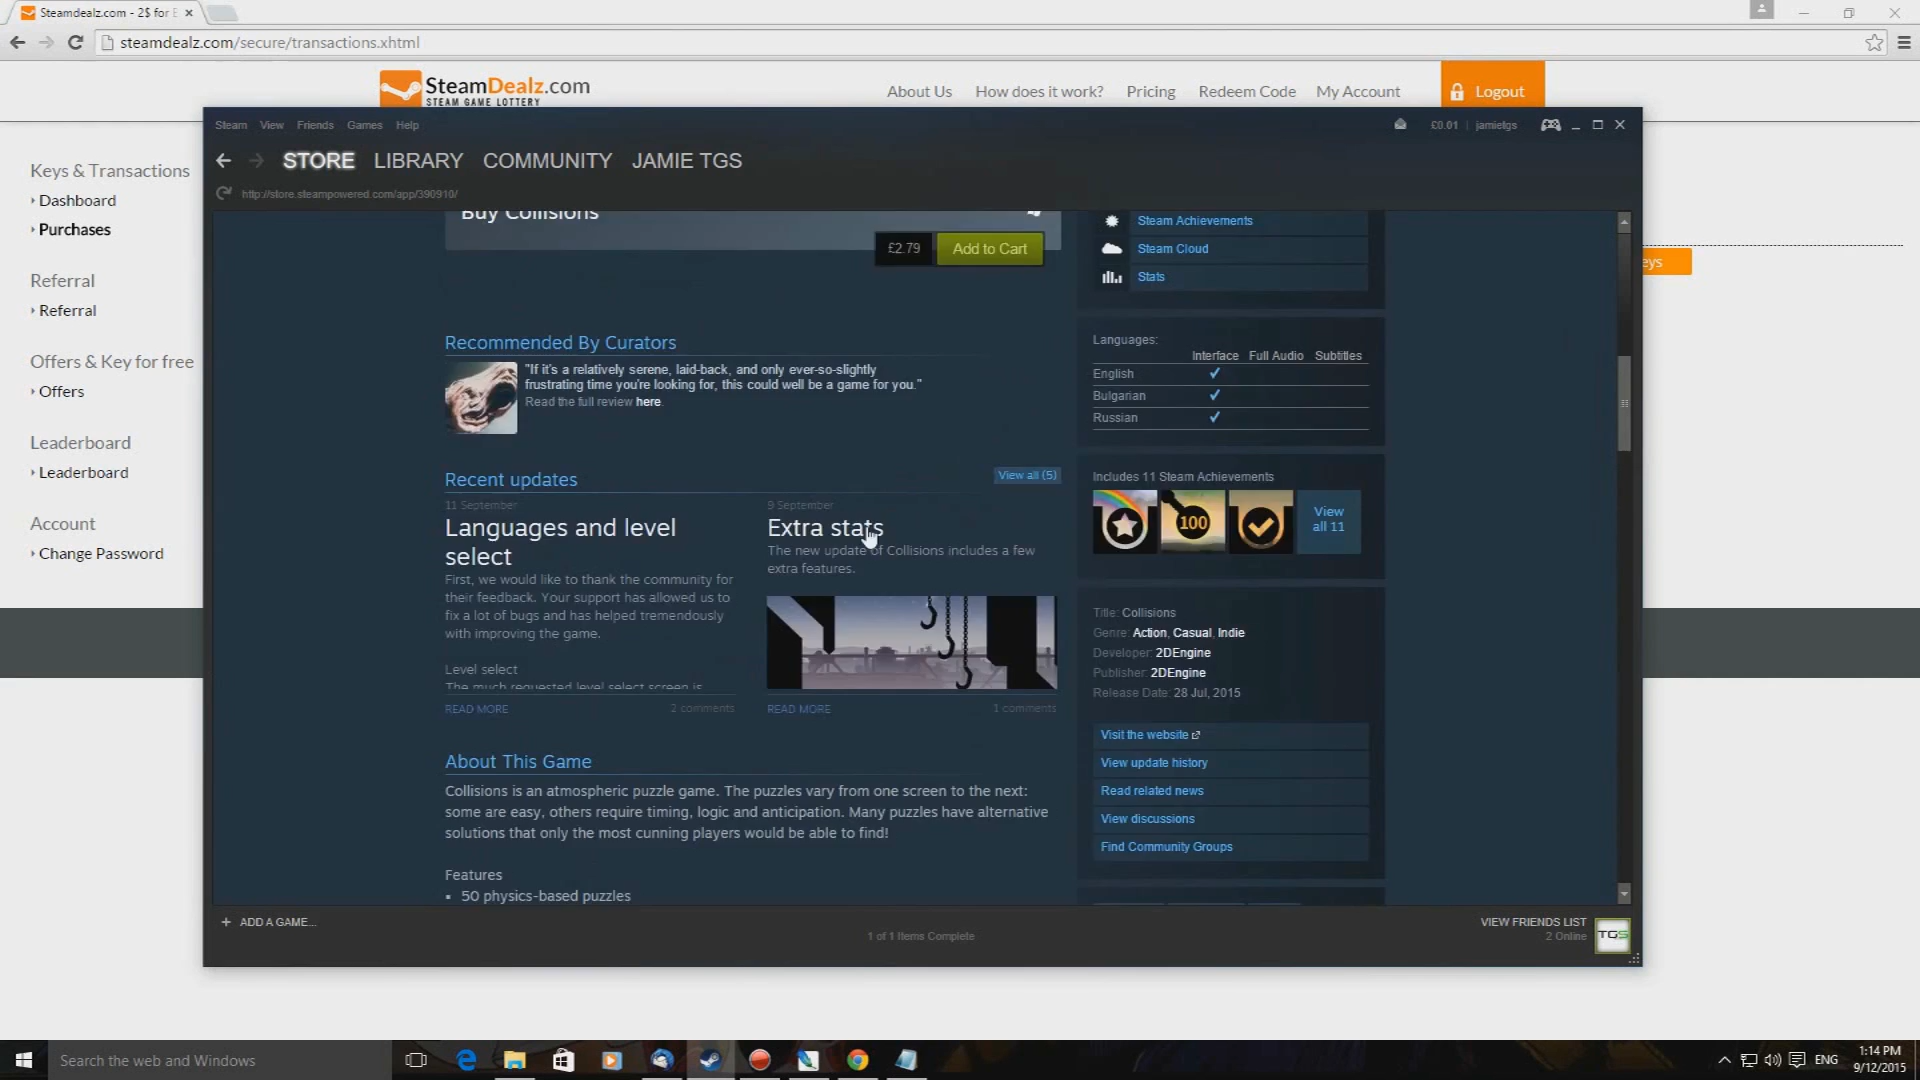 Steamdealz.com - 2$ for E
steamdealz.com/secure/transactions.xhtml
SteamDealz.com
STEAM GAME LOTTERY
About Us
How does it work?
Pricing
Redeem Code
My Account
Logout
Keys & Transactions
Dashboard
Purchases
Referral
Referral
Offers & Key for free
Offers
Leaderboard
Leaderboard
Account
Change Password
eys
Steam View Friends Games Help
£0.01 | jamietgs
STORE LIBRARY COMMUNITY JAMIE TGS
http://store.steampowered.com/app/390910/
Buy Collisions
£2.79
Add to Cart
Recommended By Curators
"If it's a relatively serene, laid-back, and only ever-so-slightly
frustrating time you're looking for, this could well be a game for you."
Read the full review here.
Recent updates
View all (5)
11 September
Languages and level
select
First, we would like to thank the community for
their feedback. Your support has allowed us to
fix a lot of bugs and has helped tremendously
with improving the game.
Level select
The much requested level select screen is
READ MORE
2 comments
9 September
Extra stats
The new update of Collisions includes a few
extra features.
READ MORE
1 comments
About This Game
Collisions is an atmospheric puzzle game. The puzzles vary from one screen to the next:
some are easy, others require timing, logic and anticipation. Many puzzles have alternative
solutions that only the most cunning players would be able to find!
Features
50 physics-based puzzles
Steam Achievements
Steam Cloud
Stats
Languages:
Interface Full Audio Subtitles
English
Bulgarian
Russian
Includes 11 Steam Achievements
100
View
all 11
Title: Collisions
Genre: Action, Casual, Indie
Developer: 2DEngine
Publisher: 2DEngine
Release Date: 28 Jul, 2015
Visit the website
View update history
Read related news
View discussions
Find Community Groups
+ ADD A GAME...
1 of 1 Items Complete
VIEW FRIENDS LIST
2 Online
TGS
Search the web and Windows
ENG
1:14 PM
9/12/2015